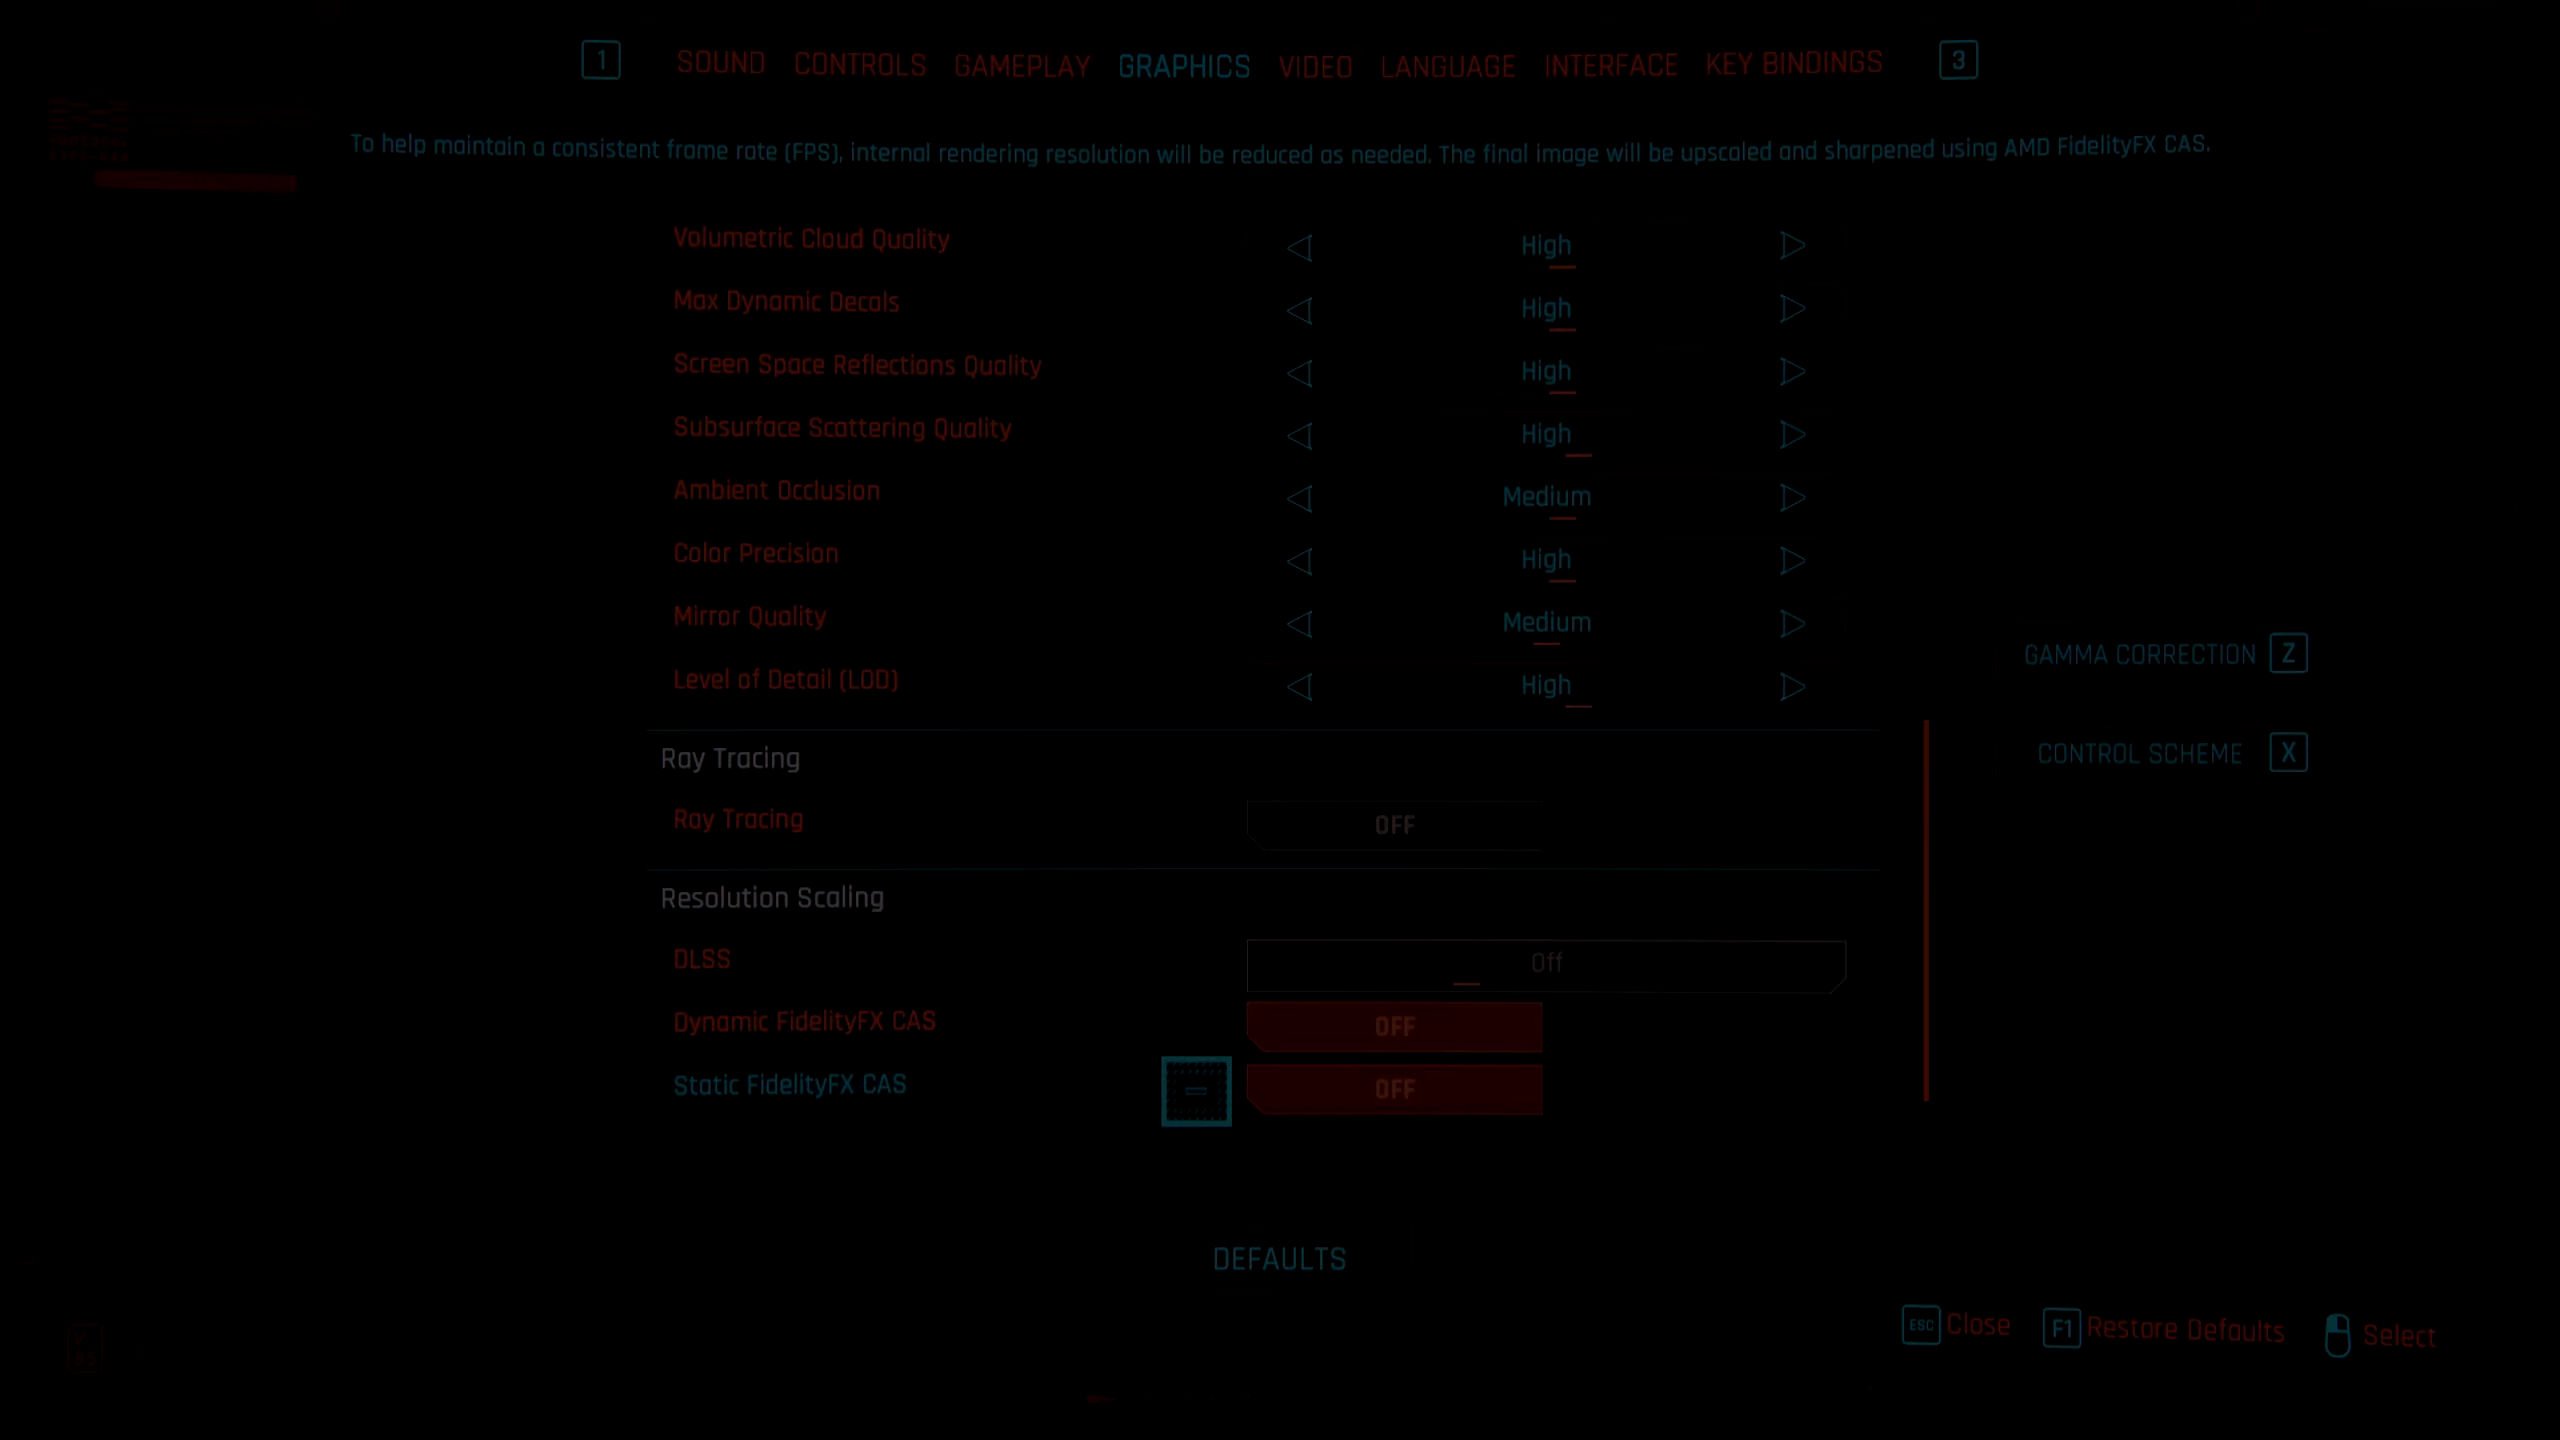 1 SOUND CONTROLS GAMEPLAY GRAPHICS VIDEO LANGUAGE INTERFACE KEY BINDINGS 3
To help maintain a consistent frame rate (FPS), internal rendering resolution will be reduced as needed. The final image will be upscaled and sharpened using AMD FidelityFX CAS.
Volumetric Cloud Quality High
Max Dynamic Decals High
Screen Space Reflections Quality High
Subsurface Scattering Quality High
Ambient Occlusion Medium
Color Precision High
Mirror Quality Medium
GAMMA CORRECTION Z
Level of Detail (LOD) High
Ray Tracing
CONTROL SCHEME X
Ray Tracing OFF
Resolution Scaling
DLSS Off
Dynamic FidelityFX CAS OFF
Static FidelityFX CAS OFF
DEFAULTS
ESC Close F1 Restore Defaults Select